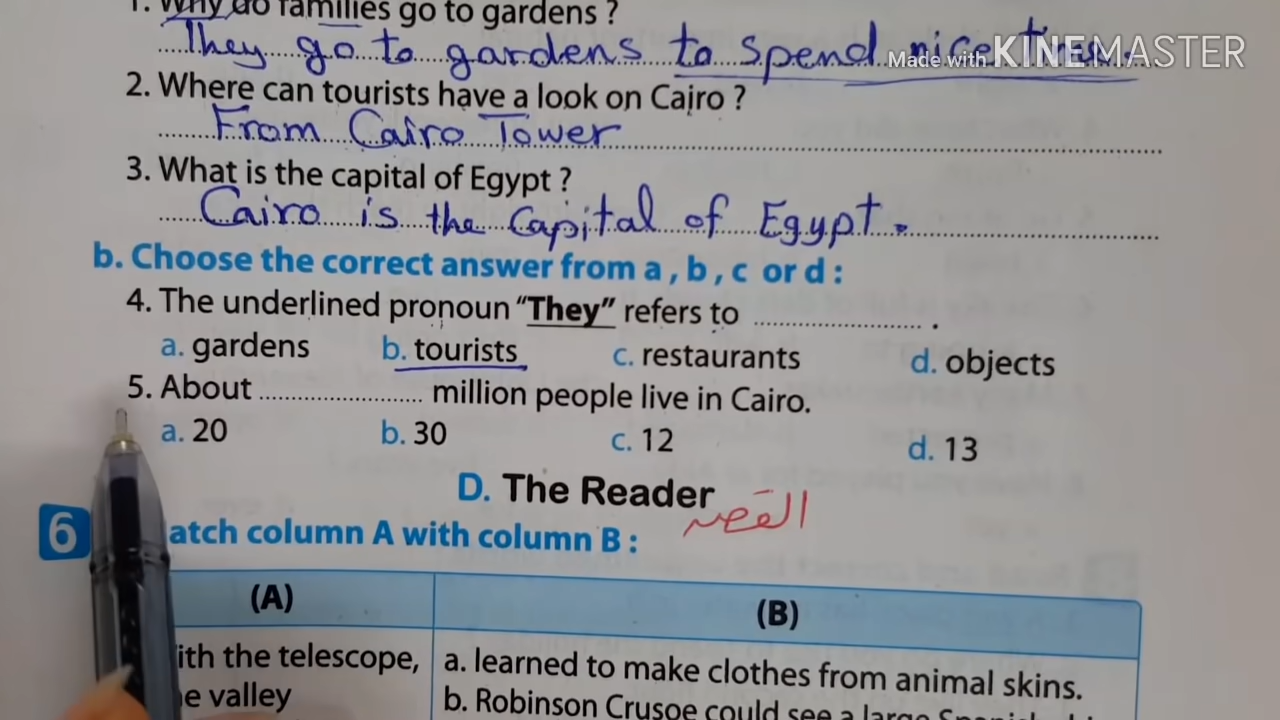 1. Why do families go to gardens ?
They go to gardens to spend nice time.
Made with KINEMASTER
2. Where can tourists have a look on Cairo ?
From Cairo Tower
3. What is the capital of Egypt ?
Cairo is the capital of Egypt.
b. Choose the correct answer from a , b , c or d :
4. The underlined pronoun “They” refers to .............................. .
a. gardens b. tourists c. restaurants d. objects
5. About .............................. million people live in Cairo.
a. 20 b. 30 c. 12 d. 13
D. The Reader
القصه
6 atch column A with column B :
(A) (B)
ith the telescope, a. learned to make clothes from animal skins.
e valley b. Robinson Crusoe could see a large Spanish